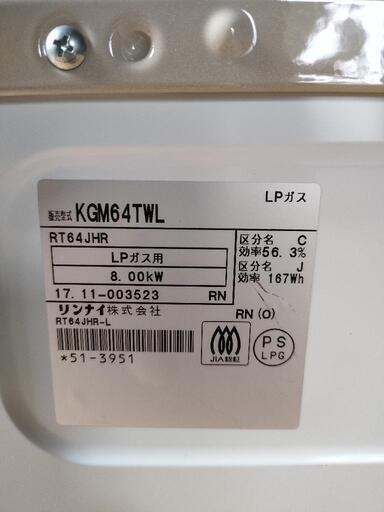 LPガス
販売型式 KGM64TWL
RT64JHR
LPガス用
8.00kW
17.11-003523 RN
区分名 C
効率56.3%
区分名 J
効率 167Wh
リンナイ株式会社
RT64JHR-L
RN(O)
*51-3951
JIA認証
PS
LPG